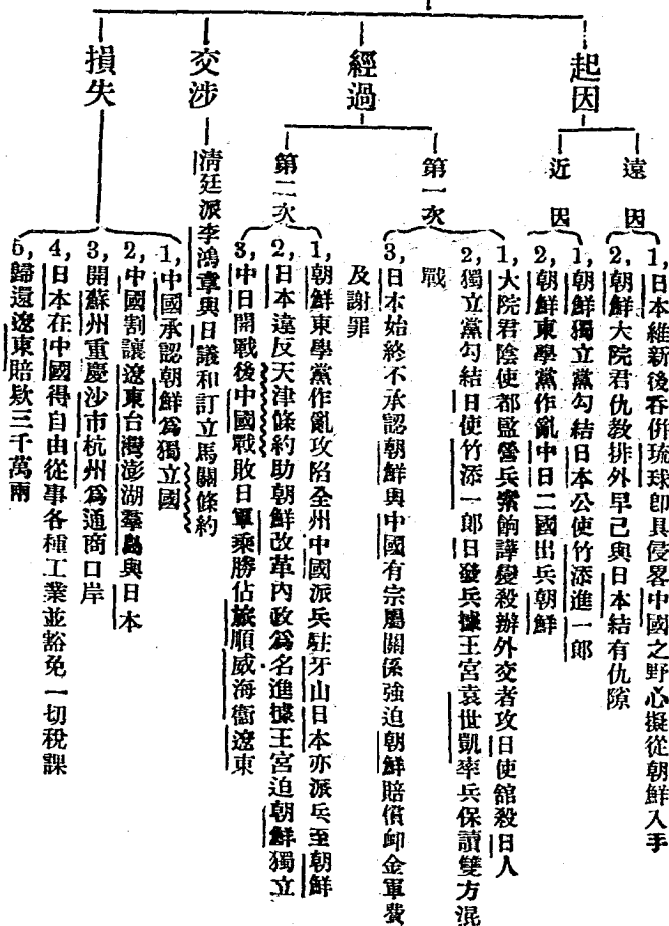 起因
遠因
1,日本維新後吞併琉球卽具侵畧中國之野心擬從朝鮮入手
2,朝鮮大院君仇教排外早已與日本結有仇隙
近因
1,朝鮮獨立黨勾結日本公使竹添進一郎
2,朝鮮東學黨作亂中日二國出兵朝鮮
經過
第一次
1,大院君陰使都監營兵索餉譁變殺辦外交者攻日使舘殺日人
2,獨立黨勾結日使竹添一郎日發兵據王宮袁世凱率兵保讀雙方混
戰
3,日本始終不承認朝鮮與中國有宗屬關係強迫朝鮮賠償卹金軍費
及謝罪
第二次
1,朝鮮東學黨作亂攻陷全州中國派兵駐牙山日本亦派兵至朝鮮
2,日本違反天津條約助朝鮮改革內政爲名進據王宮迫朝鮮獨立
3,中日開戰後中國戰敗日軍乘勝佔旅順威海衞遼東
交涉
淸廷派李鴻章與日議和訂立馬關條約
損失
1,中國承認朝鮮爲獨立國
2,中國割讓遼東台灣澎湖羣島與日本
3,開蘇州重慶沙市杭州爲通商口岸
4,日本在中國得自由從事各種工業並豁免一切稅課
5,歸還遼東賠欵三千萬兩